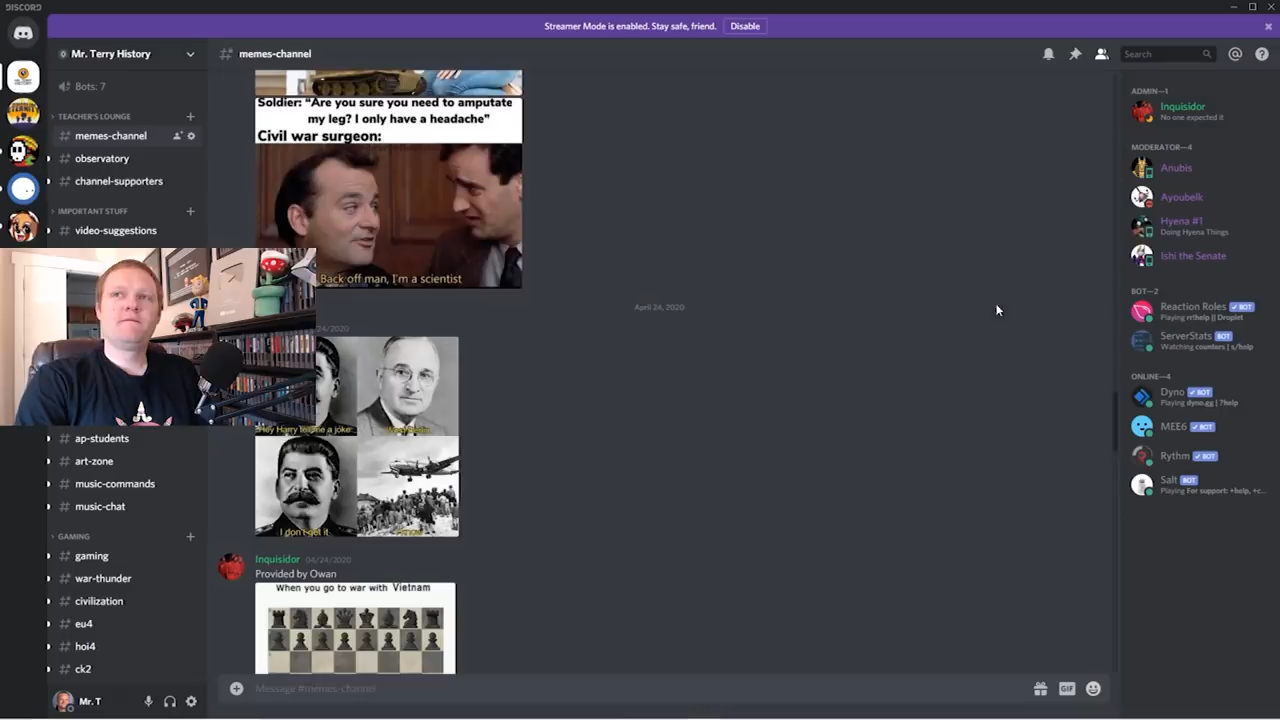 DISCORD
Streamer Mode is enabled. Stay safe, friend.
Disable
Mr. Terry History
memes-channel
Search
Bots: 7
TEACHER'S LOUNGE
memes-channel
observatory
channel-supporters
IMPORTANT STUFF
video-suggestions
ap-students
art-zone
music-commands
music-chat
GAMING
gaming
war-thunder
civilization
eu4
hoi4
ck2
Mr. T
Soldier: "Are you sure you need to amputate
my leg? I only have a headache"
Civil war surgeon:
Back off man, I'm a scientist
April 24, 2020
/2020
Hey Harry tell me a joke
I don't get it
Inquisidor 04/24/2020
Provided by Owan
When you go to war with Vietnam
Message #memes-channel
GIF
ADMIN—1
Inquisidor
No one expected it
MODERATOR—4
Anubis
Ayoubelk
Hyena #1
Doing Hyena Things
Ishi the Senate
BOT—2
Reaction Roles BOT
Playing rr!help || Droplet
ServerStats BOT
Watching counters | s/help
ONLINE—4
Dyno BOT
Playing dyno.gg | ?help
MEE6 BOT
Rythm BOT
Salt BOT
Playing For support: +help, +c...